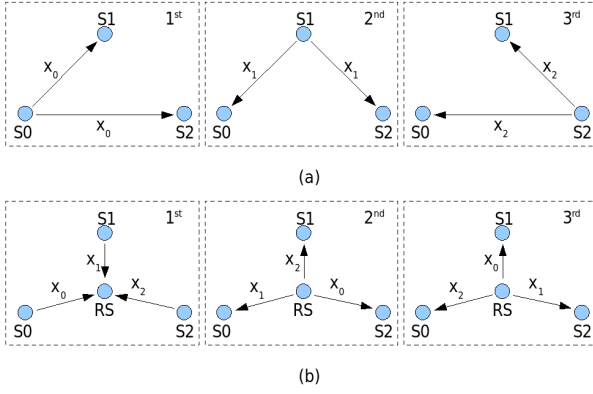 S1 1st
X0
X0
S0 S2
S1 2nd
X1 X1
S0 S2
S1 3rd
X2
X2
S0 S2
(a)
S1 1st
X1
X0 X2
RS
S0 S2
S1 2nd
X2
X1 X0
RS
S0 S2
S1 3rd
X0
X2 X1
RS
S0 S2
(b)